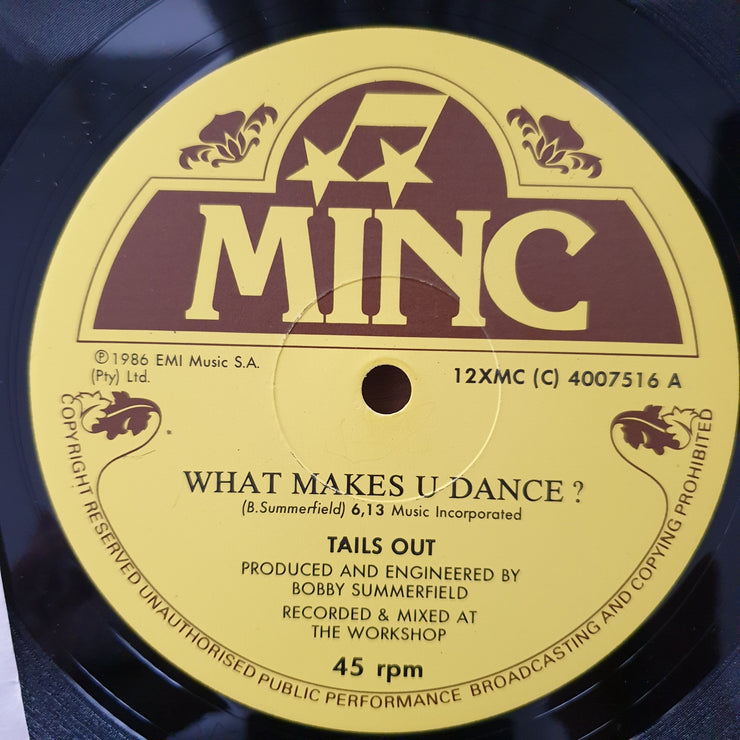 MINC
℗ 1986 EMI Music S.A.
(Pty) Ltd.
12XMC (C) 4007516 A
WHAT MAKES U DANCE ?
(B.Summerfield) 6,13 Music Incorporated
TAILS OUT
PRODUCED AND ENGINEERED BY
BOBBY SUMMERFIELD
RECORDED & MIXED AT
THE WORKSHOP
45 rpm
COPYRIGHT RESERVED UNAUTHORISED PUBLIC PERFORMANCE BROADCASTING AND COPYING PROHIBITED